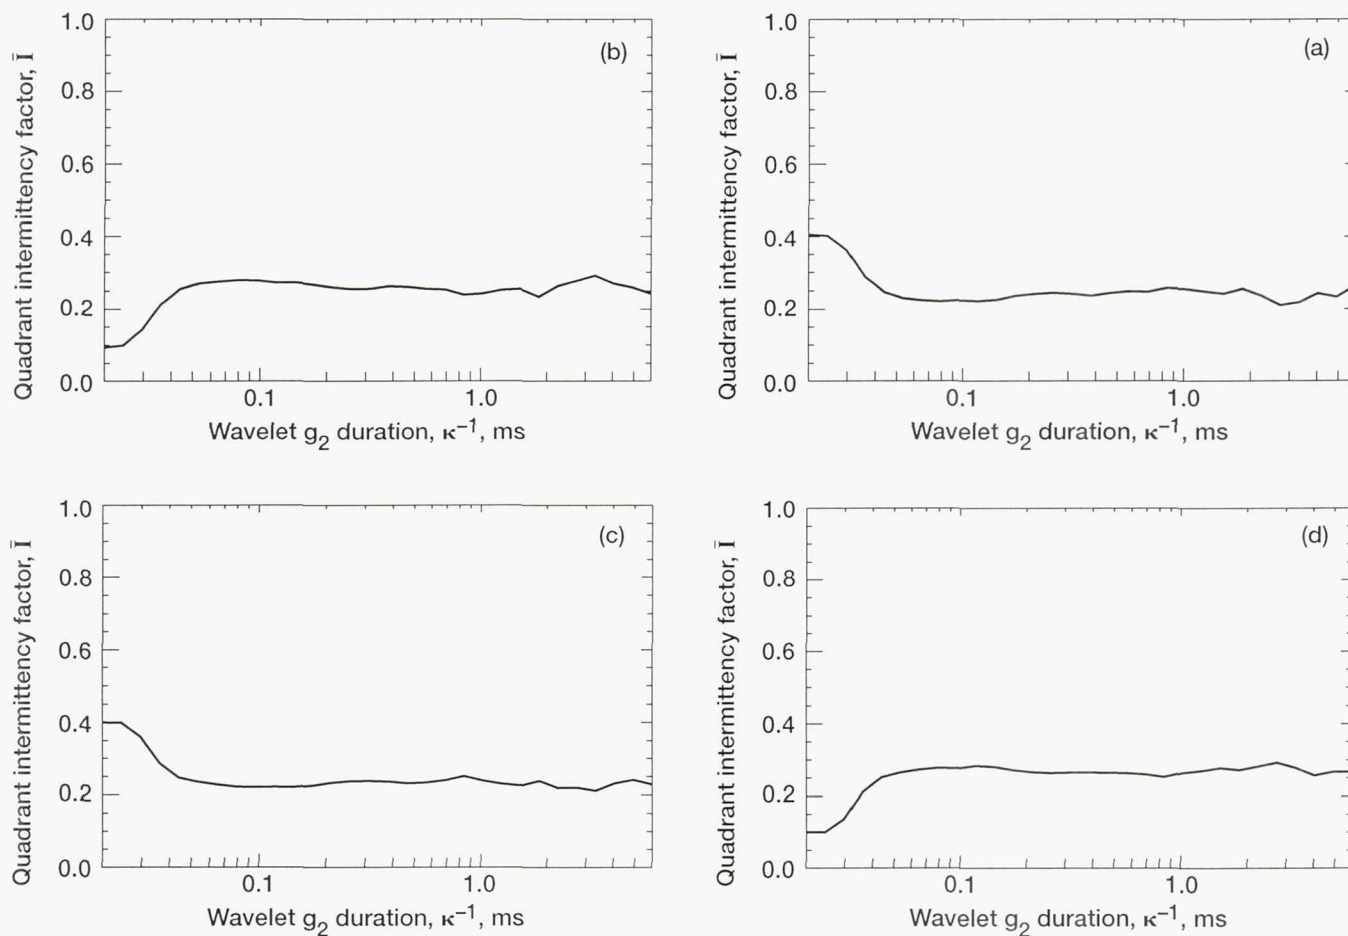 1.0
0.8
0.6
0.4
0.2
0.0
Quadrant intermittency factor, Ī
(b)
0.1 1.0
Wavelet g₂ duration, κ⁻¹, ms
1.0
0.8
0.6
0.4
0.2
0.0
Quadrant intermittency factor, Ī
(a)
0.1 1.0
Wavelet g₂ duration, κ⁻¹, ms
1.0
0.8
0.6
0.4
0.2
0.0
Quadrant intermittency factor, Ī
(c)
0.1 1.0
Wavelet g₂ duration, κ⁻¹, ms
1.0
0.8
0.6
0.4
0.2
0.0
Quadrant intermittency factor, Ī
(d)
0.1 1.0
Wavelet g₂ duration, κ⁻¹, ms